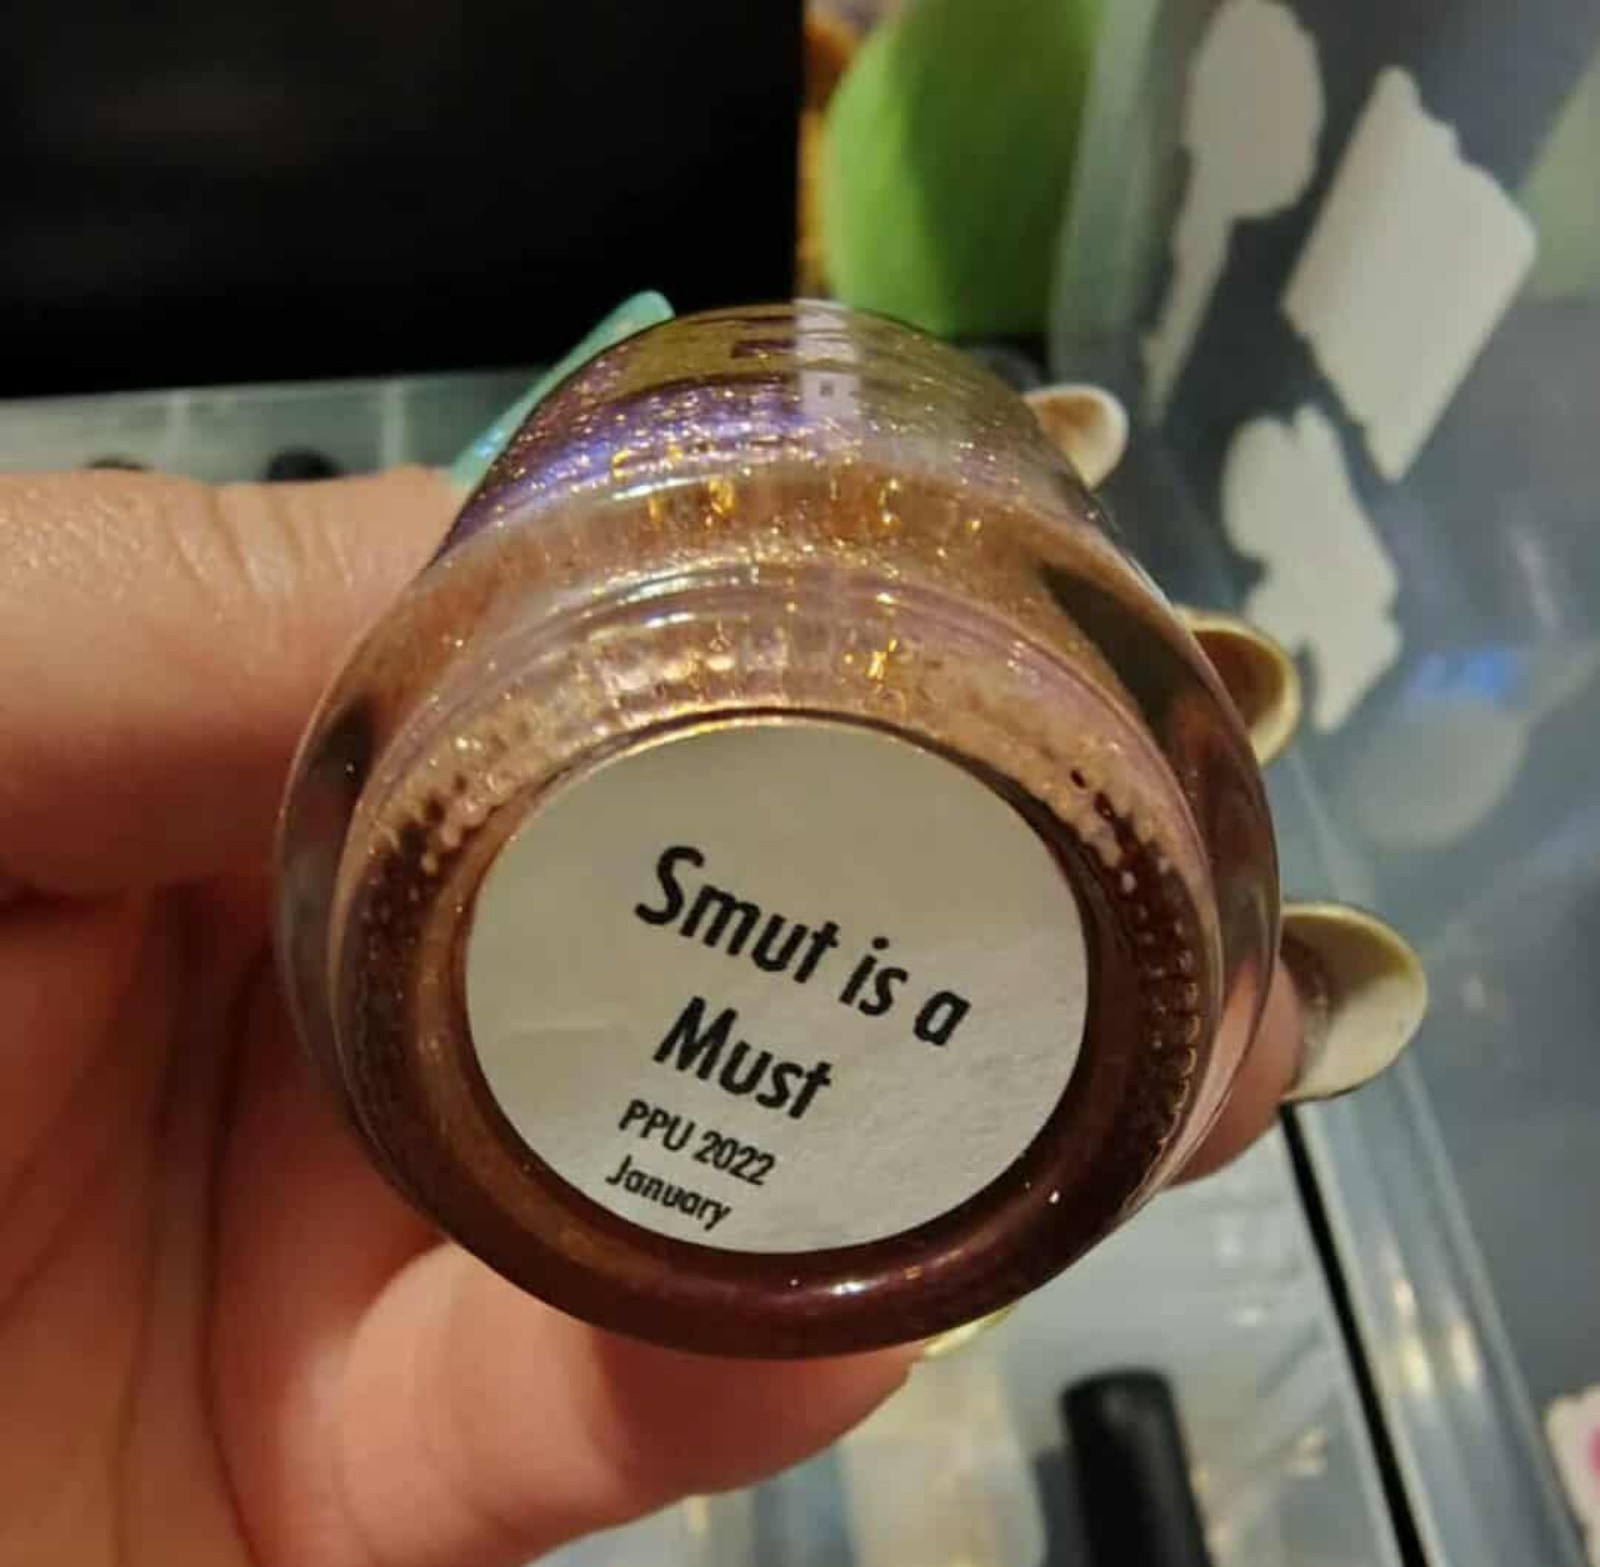 Smut is a
Must
PPU 2022
January